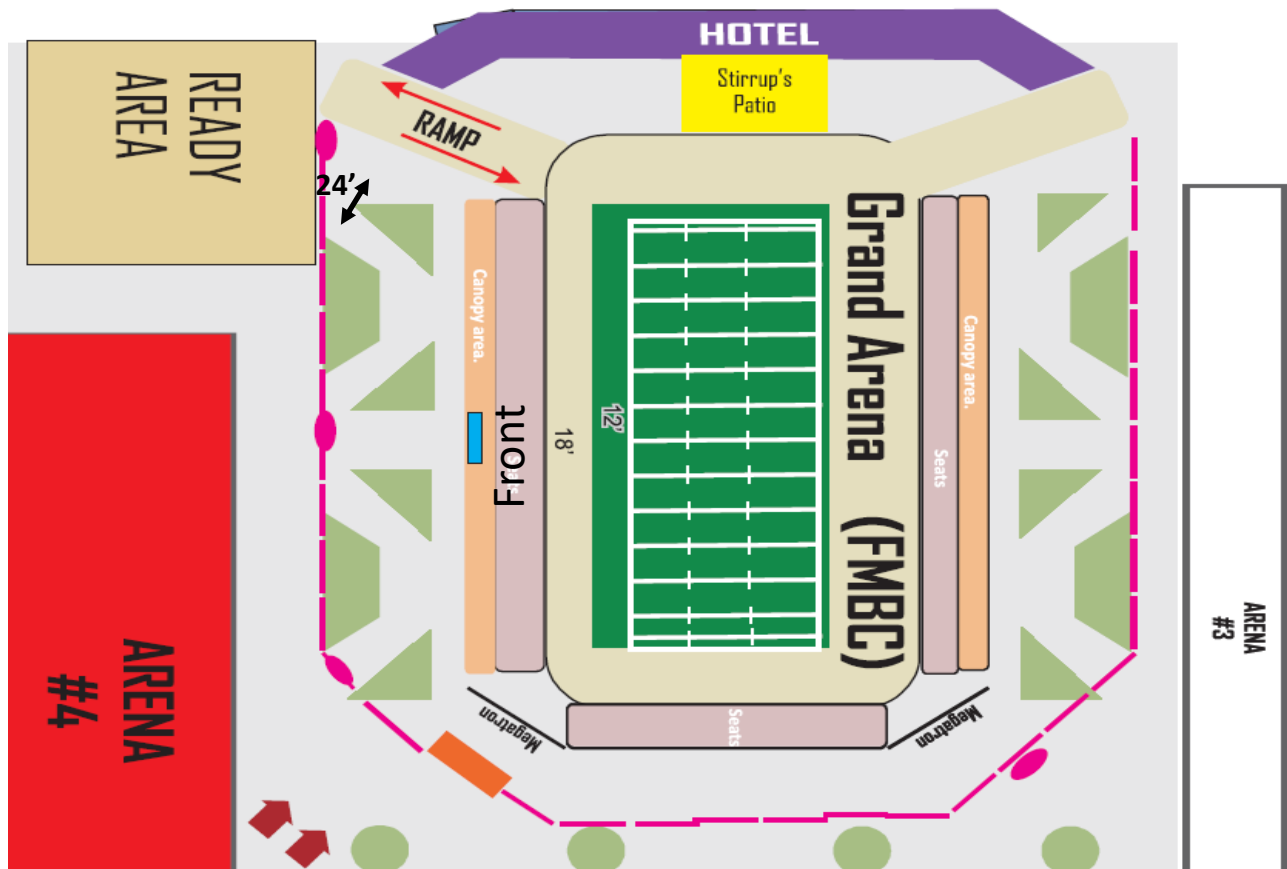 HOTEL
Stirrup's
Patio
READY
AREA
RAMP
24'
Grand Arena (FMBC)
Canopy area.
Seats
Front
18'
12'
Canopy area.
Seats
ARENA
#3
ARENA
#4
Megatron
Seats
Megatron